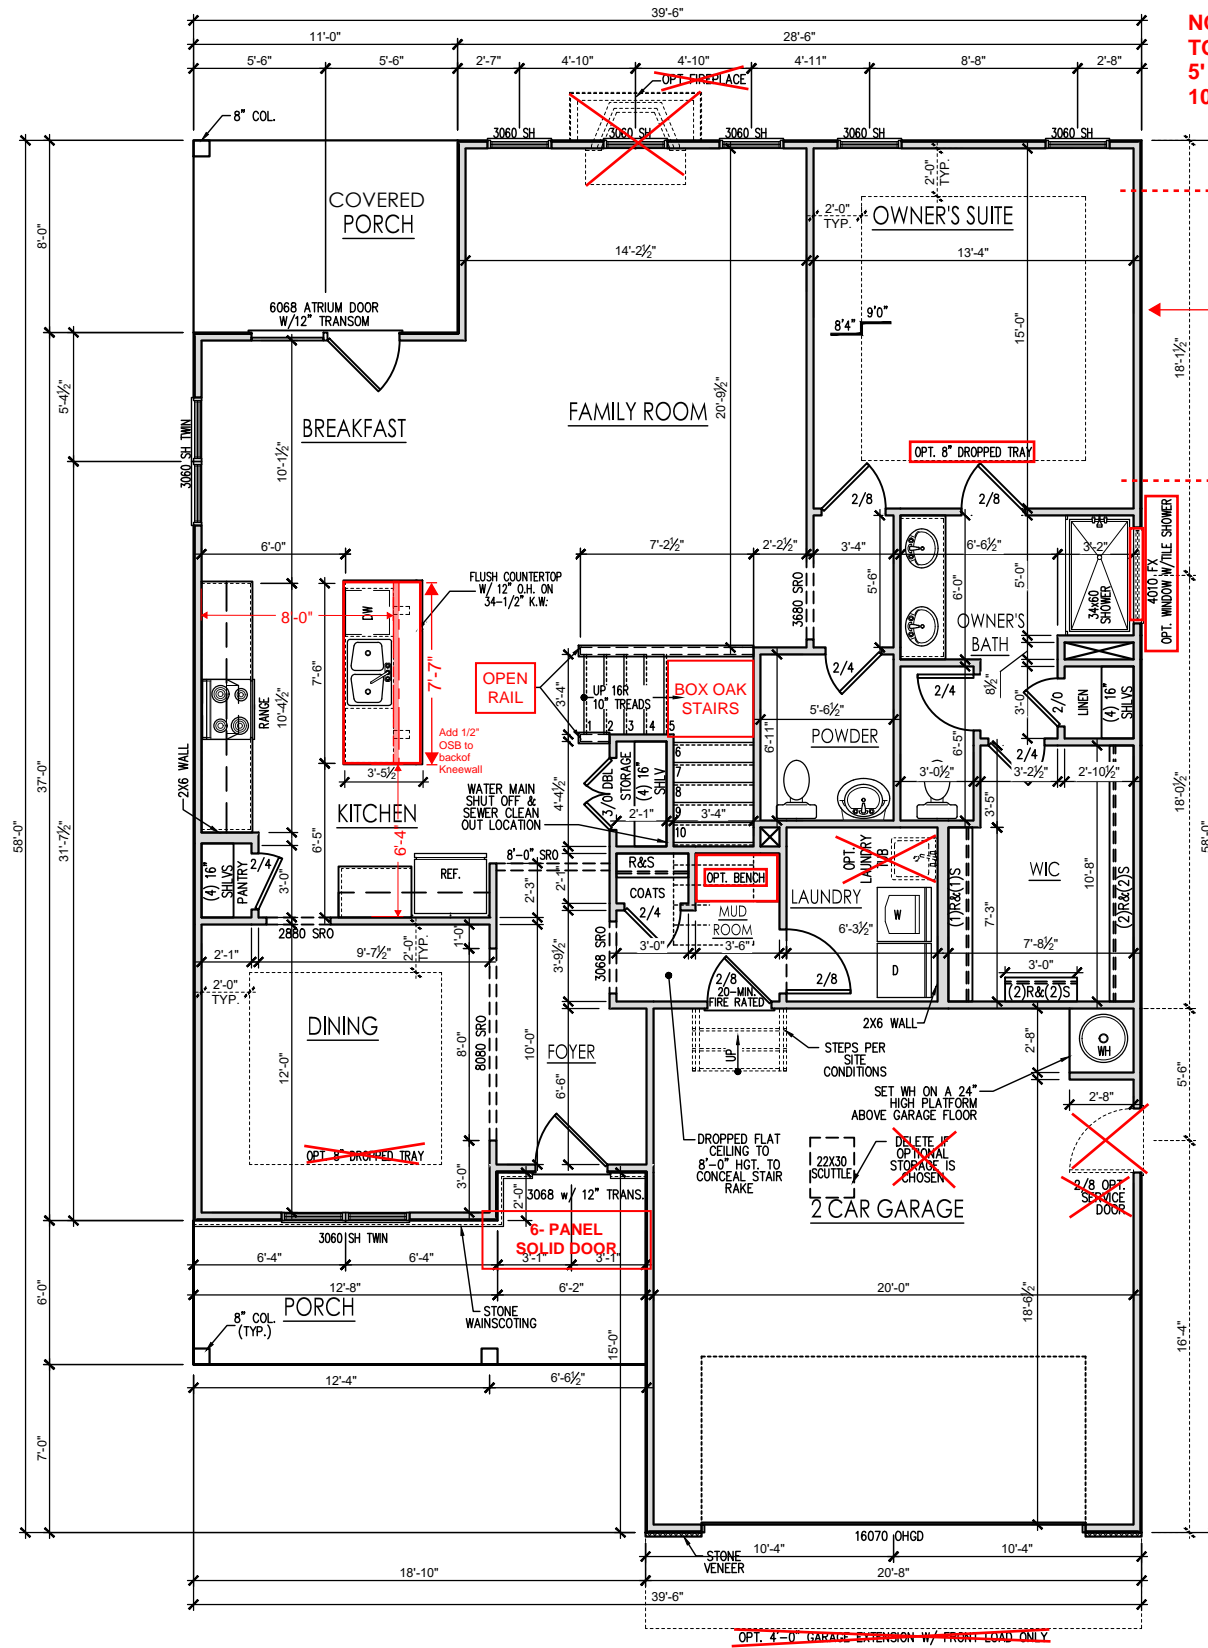 39'-6"
11'-0"
28'-6"
5'-6"
5'-6"
2'-7"
4'-10"
4'-10"
4'-11"
8'-8"
2'-8"
5'
10
OPT FIREPLACE
8" COL.
3060 SH
3060 SH
3060 SH
3060 SH
3060 SH
COVERED
PORCH
2'-0"
TYP.
2'-0"
TYP.
OWNER'S SUITE
8'-0"
14'-2½"
13'-4"
6068 ATRIUM DOOR
W/12" TRANSOM
9'0"
8'4"
15'-0"
18'-1½"
5'-4½"
20'-9½"
FAMILY ROOM
BREAKFAST
3060 SH TWIN
10'-1½"
OPT. 8" DROPPED TRAY
2/8
2/8
6'-0"
7'-2½"
2'-2½"
3'-4"
6'-6½"
3'-2"
FLUSH COUNTERTOP
W/ 12" O.H. ON
34-1/2" K.W.
5'-6"
6'-0"
5'-0"
34x60
SHOWER
4010 FX
OPT. WINDOW W/TILE SHOWER
3680 SRO
8'-0"
DW
OWNER'S
BATH
7'-6"
7'-7"
10'-4½"
RANGE
OPEN
RAIL
3'-4"
UP 16R
10" TREADS
BOX OAK
STAIRS
1 2 3 4 5
6
7
8
9
10
2/4
2/4
8½"
3'-0"
2/0
LINEN
(4) 16"
SHLVS
5'-6½"
POWDER
6'-11"
6'-5"
2/4
Add 1/2"
OSB to
backof
Kneewall
3'-5½"
2X6 WALL
3'-0½"
3'-2½"
2'-10½"
3/0 DBL
STORAGE
(4) 16"
SHLV
2'-1"
3'-4"
4'-4½"
WATER MAIN
SHUT OFF &
SEWER CLEAN
OUT LOCATION
KITCHEN
6'-4"
6'-5"
3'-5"
37'-0"
58'-0"
31'-7½"
18'-0½"
58'-0"
8'-0" SRO
R&S
COATS
2/4
OPT. BENCH
MUD
ROOM
OPT.
LAUNDRY
TUB
LAUNDRY
W
D
6'-3½"
WIC
10'-8"
7'-3"
(1)R&(1)S
(2)R&(2)S
7'-8½"
3'-0"
(2)R&(2)S
(4) 16"
SHLVS
PANTRY
2/4
3'-0"
REF.
2'-3"
2'-1"
2880 SRO
2'-1"
9'-7½"
2'-0"
TYP.
1'-0"
3'-9½"
3068 SRO
3'-0"
3'-6"
2'-0"
TYP.
2/8
20-MIN.
FIRE RATED
2/8
2X6 WALL
DINING
12'-0"
8'-0"
8080 SRO
10'-0"
FOYER
6'-6"
UP
STEPS PER
SITE
CONDITIONS
2'-8"
WH
SET WH ON A 24"
HIGH PLATFORM
ABOVE GARAGE FLOOR
2'-8"
5'-6"
OPT. 8" DROPPED TRAY
3'-0"
2'-0"
3068 w/ 12" TRANS.
DROPPED FLAT
CEILING TO
8'-0" HGT. TO
CONCEAL STAIR
RAKE
22X30
SCUTTLE
DELETE IF
OPTIONAL
STORAGE IS
CHOSEN
2/8 OPT.
SERVICE
DOOR
2 CAR GARAGE
6- PANEL
SOLID DOOR
3060 SH TWIN
6'-4"
6'-4"
3'-1"
3'-1"
12'-8"
6'-2"
20'-0"
18'-6½"
6'-0"
PORCH
8" COL.
(TYP.)
STONE
WAINSCOTING
15'-0"
16'-4"
12'-4"
6'-6½"
7'-0"
16070 OHGD
STONE
VENEER
10'-4"
10'-4"
18'-10"
20'-8"
39'-6"
OPT. 4'-0" GARAGE EXTENSION W/ FRONT LOAD ONLY